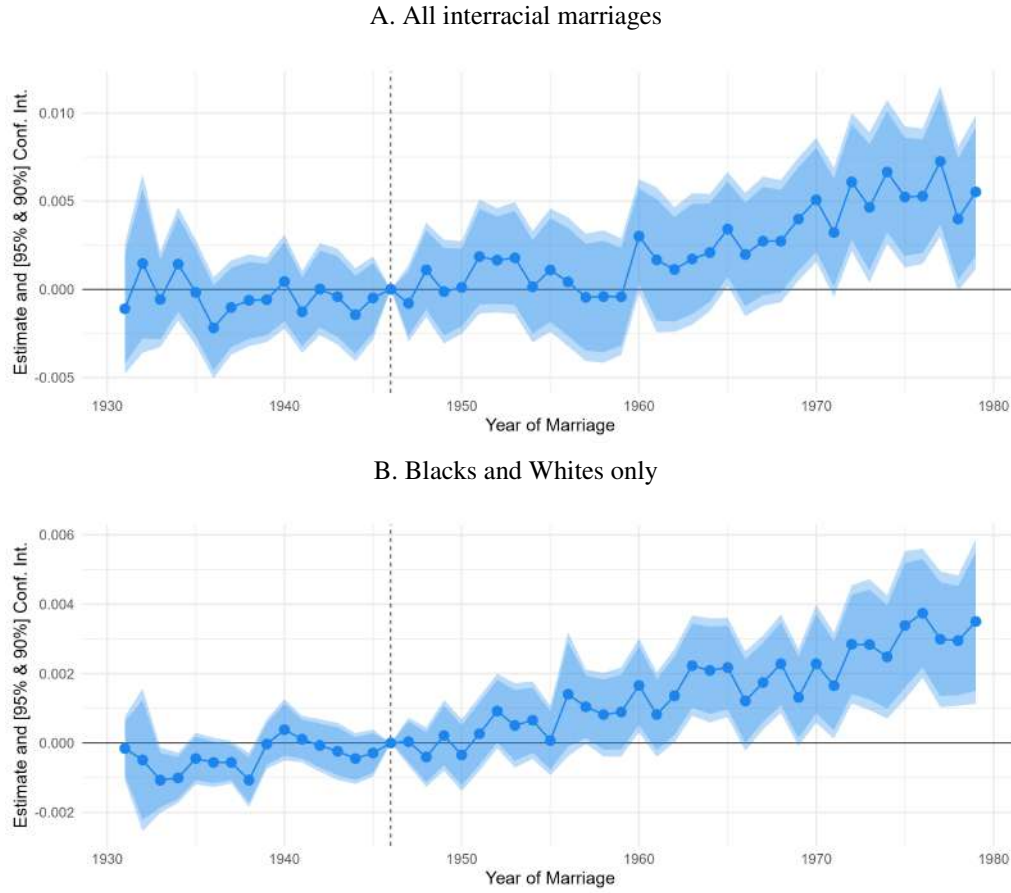 A. All interracial marriages
Estimate and [95% & 90%] Conf. Int.
0.010
0.005
0.000
-0.005
1930 1940 1950 1960 1970 1980
Year of Marriage
B. Blacks and Whites only
Estimate and [95% & 90%] Conf. Int.
0.006
0.004
0.002
0.000
-0.002
1930 1940 1950 1960 1970 1980
Year of Marriage